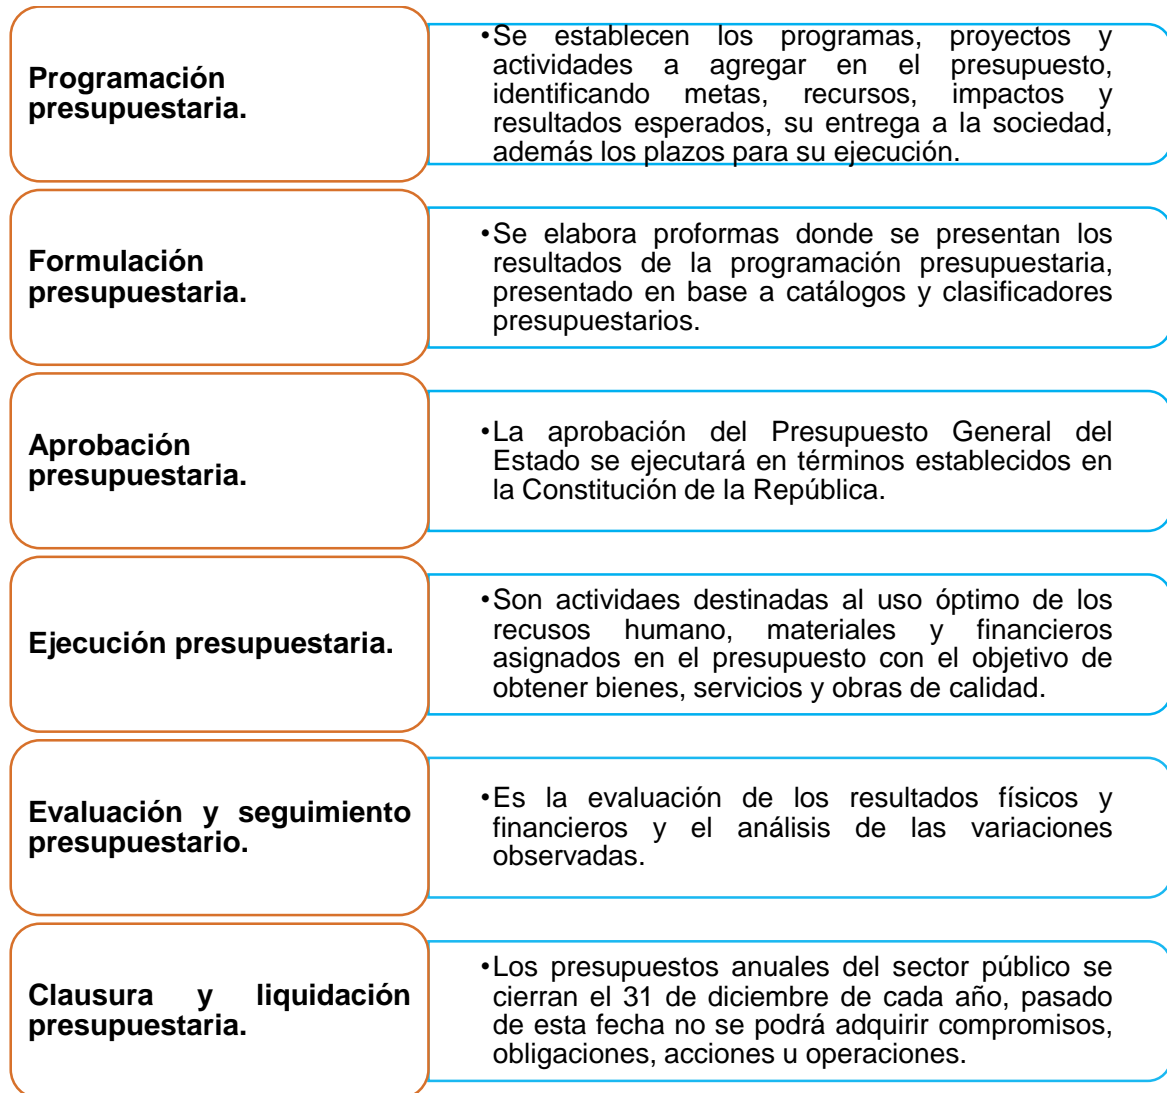 Programación
presupuestaria.
•Se establecen los programas, proyectos y
actividades a agregar en el presupuesto,
identificando metas, recursos, impactos y
resultados esperados, su entrega a la sociedad,
además los plazos para su ejecución.
Formulación
presupuestaria.
•Se elabora proformas donde se presentan los
resultados de la programación presupuestaria,
presentado en base a catálogos y clasificadores
presupuestarios.
Aprobación
presupuestaria.
•La aprobación del Presupuesto General del
Estado se ejecutará en términos establecidos en
la Constitución de la República.
Ejecución presupuestaria.
•Son actividaes destinadas al uso óptimo de los
recusos humano, materiales y financieros
asignados en el presupuesto con el objetivo de
obtener bienes, servicios y obras de calidad.
Evaluación y seguimiento
presupuestario.
•Es la evaluación de los resultados físicos y
financieros y el análisis de las variaciones
observadas.
Clausura y liquidación
presupuestaria.
•Los presupuestos anuales del sector público se
cierran el 31 de diciembre de cada año, pasado
de esta fecha no se podrá adquirir compromisos,
obligaciones, acciones u operaciones.